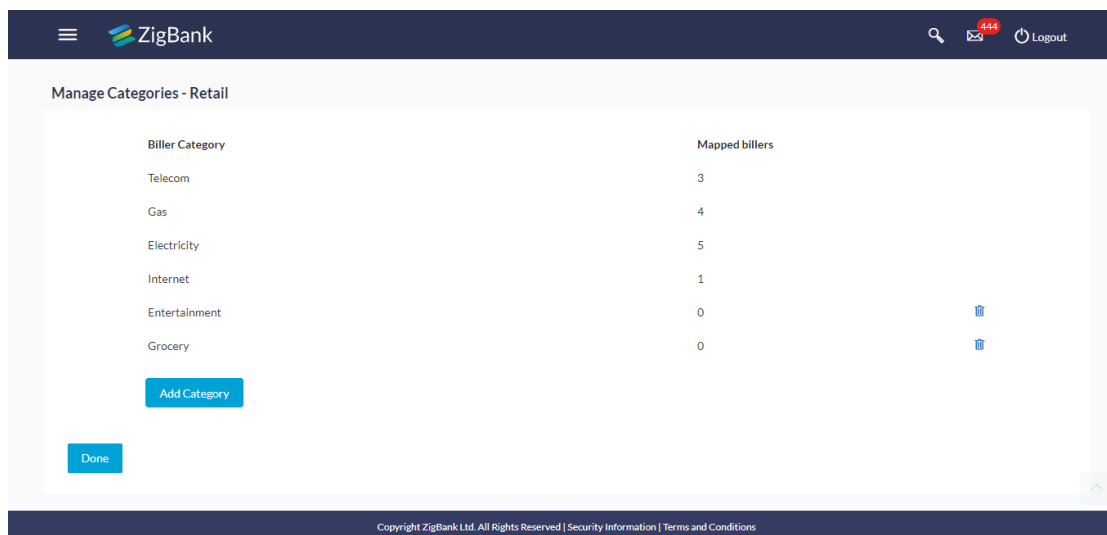 ZigBank 444 Logout
Manage Categories - Retail
Biller Category Mapped billers
Telecom 3
Gas 4
Electricity 5
Internet 1
Entertainment 0
Grocery 0
Add Category
Done
Copyright ZigBank Ltd. All Rights Reserved | Security Information | Terms and Conditions